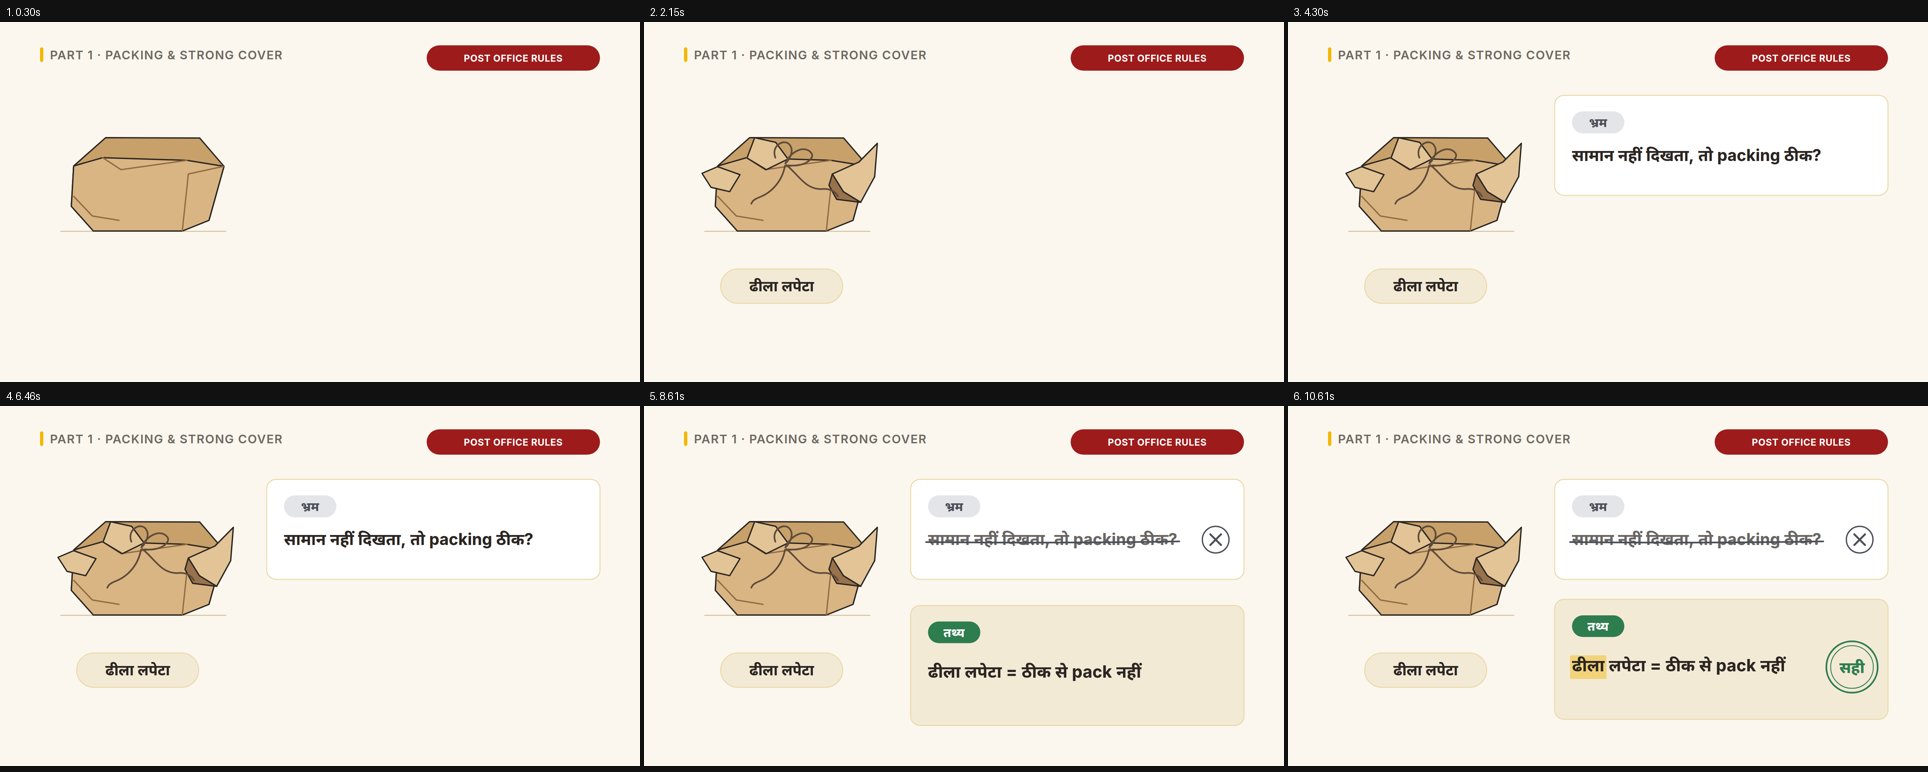 1. 0.30s
PART 1 · PACKING & STRONG COVER
POST OFFICE RULES
2. 2.15s
PART 1 · PACKING & STRONG COVER
POST OFFICE RULES
ढीला लपेटा
3. 4.30s
PART 1 · PACKING & STRONG COVER
POST OFFICE RULES
भ्रम
सामान नहीं दिखता, तो packing ठीक?
ढीला लपेटा
4. 6.46s
PART 1 · PACKING & STRONG COVER
POST OFFICE RULES
भ्रम
सामान नहीं दिखता, तो packing ठीक?
ढीला लपेटा
5. 8.61s
PART 1 · PACKING & STRONG COVER
POST OFFICE RULES
भ्रम
सामान नहीं दिखता, तो packing ठीक?
तथ्य
ढीला लपेटा = ठीक से pack नहीं
ढीला लपेटा
6. 10.61s
PART 1 · PACKING & STRONG COVER
POST OFFICE RULES
भ्रम
सामान नहीं दिखता, तो packing ठीक?
तथ्य
ढीला लपेटा = ठीक से pack नहीं
सही
ढीला लपेटा